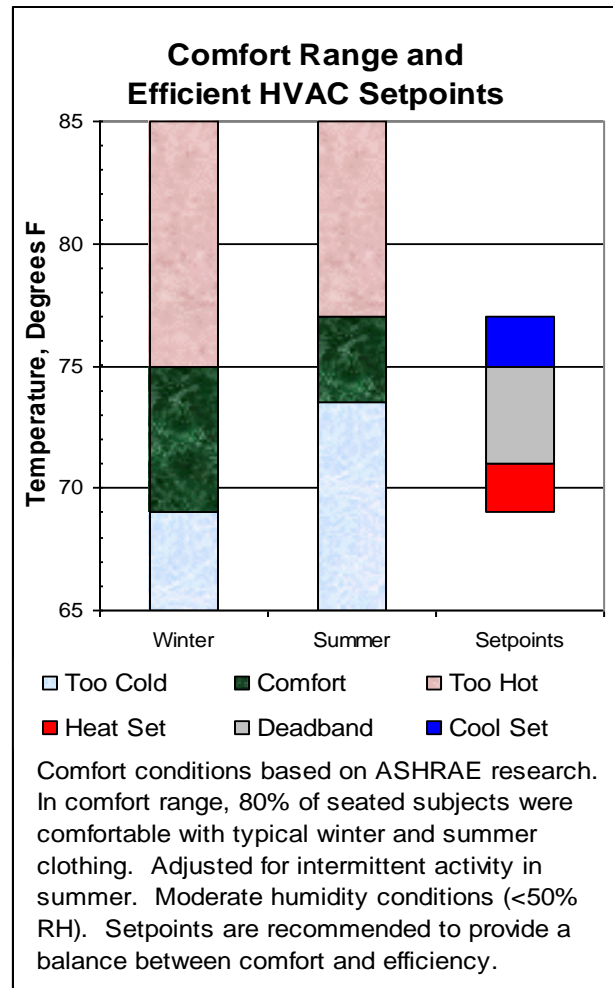 Comfort Range and
Efficient HVAC Setpoints
Temperature, Degrees F
85
80
75
70
65
Winter Summer Setpoints
Too Cold Comfort Too Hot
Heat Set Deadband Cool Set
Comfort conditions based on ASHRAE research.
In comfort range, 80% of seated subjects were
comfortable with typical winter and summer
clothing. Adjusted for intermittent activity in
summer. Moderate humidity conditions (<50%
RH). Setpoints are recommended to provide a
balance between comfort and efficiency.